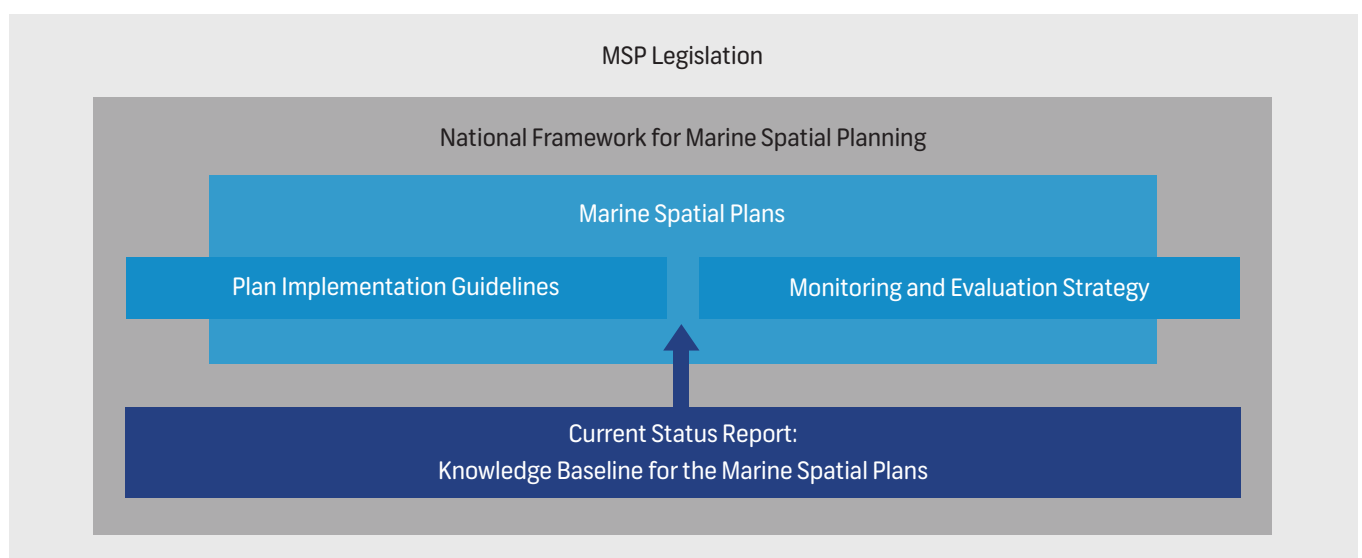 MSP Legislation
National Framework for Marine Spatial Planning
Marine Spatial Plans
Plan Implementation Guidelines
Monitoring and Evaluation Strategy
Current Status Report:
Knowledge Baseline for the Marine Spatial Plans